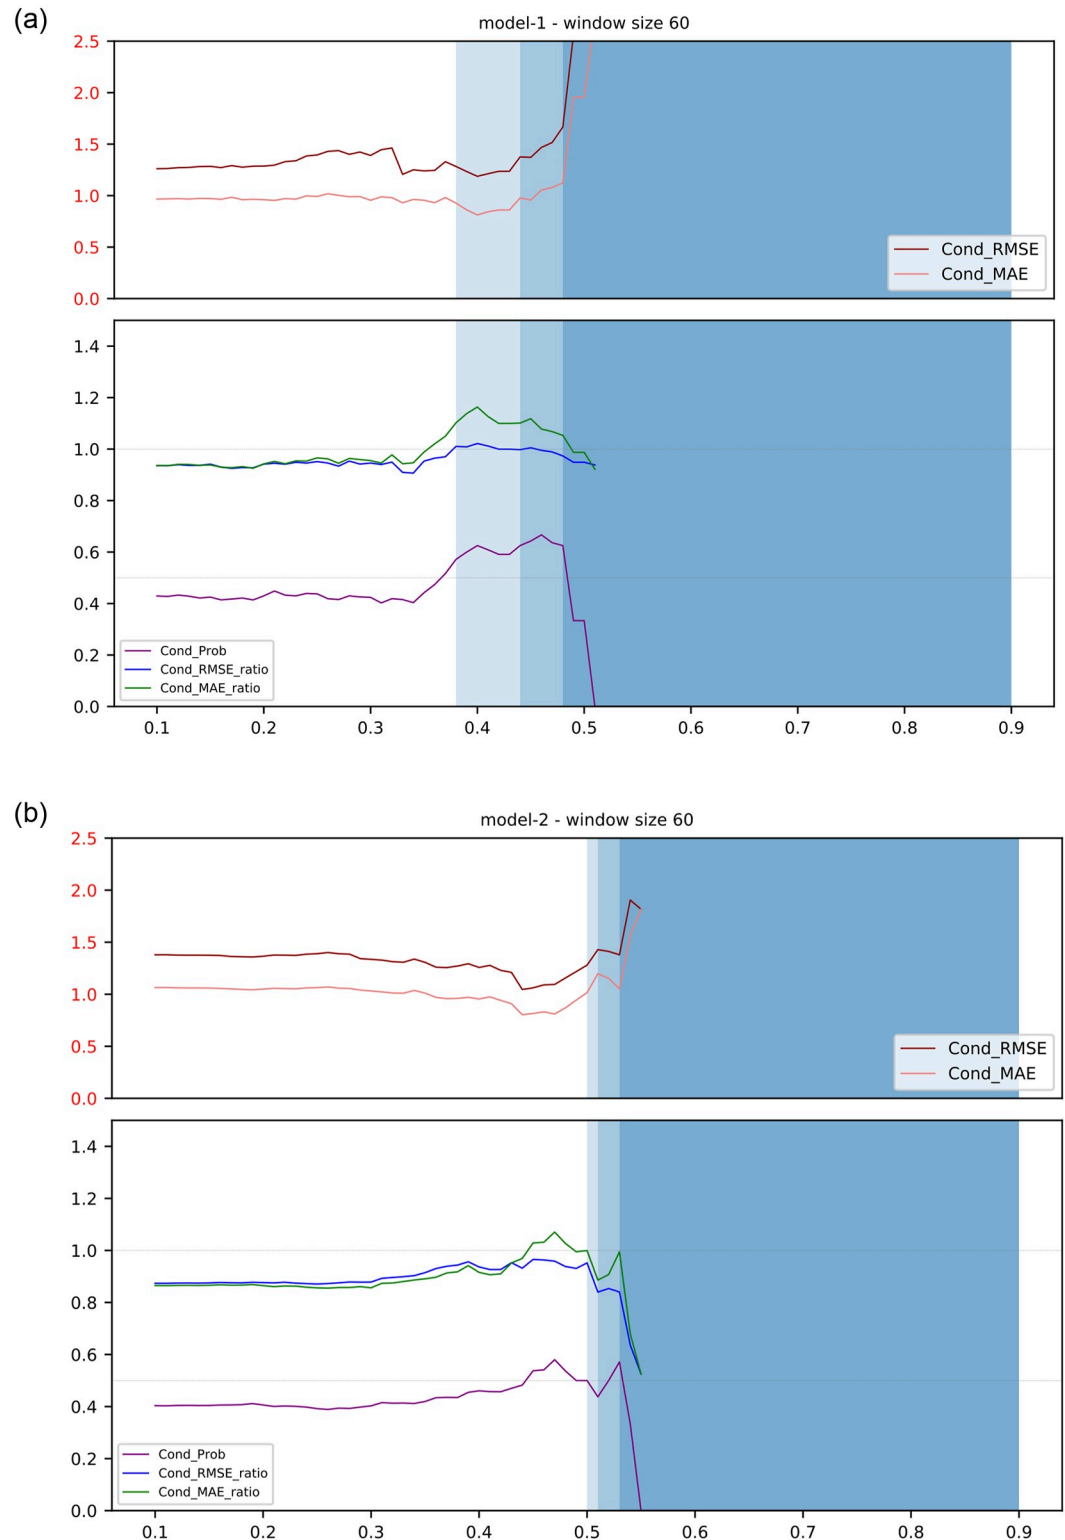 (a)
model-1 - window size 60
2.5
2.0
1.5
1.0
0.5
0.0
Cond_RMSE
Cond_MAE
1.4
1.2
1.0
0.8
0.6
0.4
0.2
0.0
Cond_Prob
Cond_RMSE_ratio
Cond_MAE_ratio
0.1 0.2 0.3 0.4 0.5 0.6 0.7 0.8 0.9
(b)
model-2 - window size 60
2.5
2.0
1.5
1.0
0.5
0.0
Cond_RMSE
Cond_MAE
1.4
1.2
1.0
0.8
0.6
0.4
0.2
0.0
Cond_Prob
Cond_RMSE_ratio
Cond_MAE_ratio
0.1 0.2 0.3 0.4 0.5 0.6 0.7 0.8 0.9